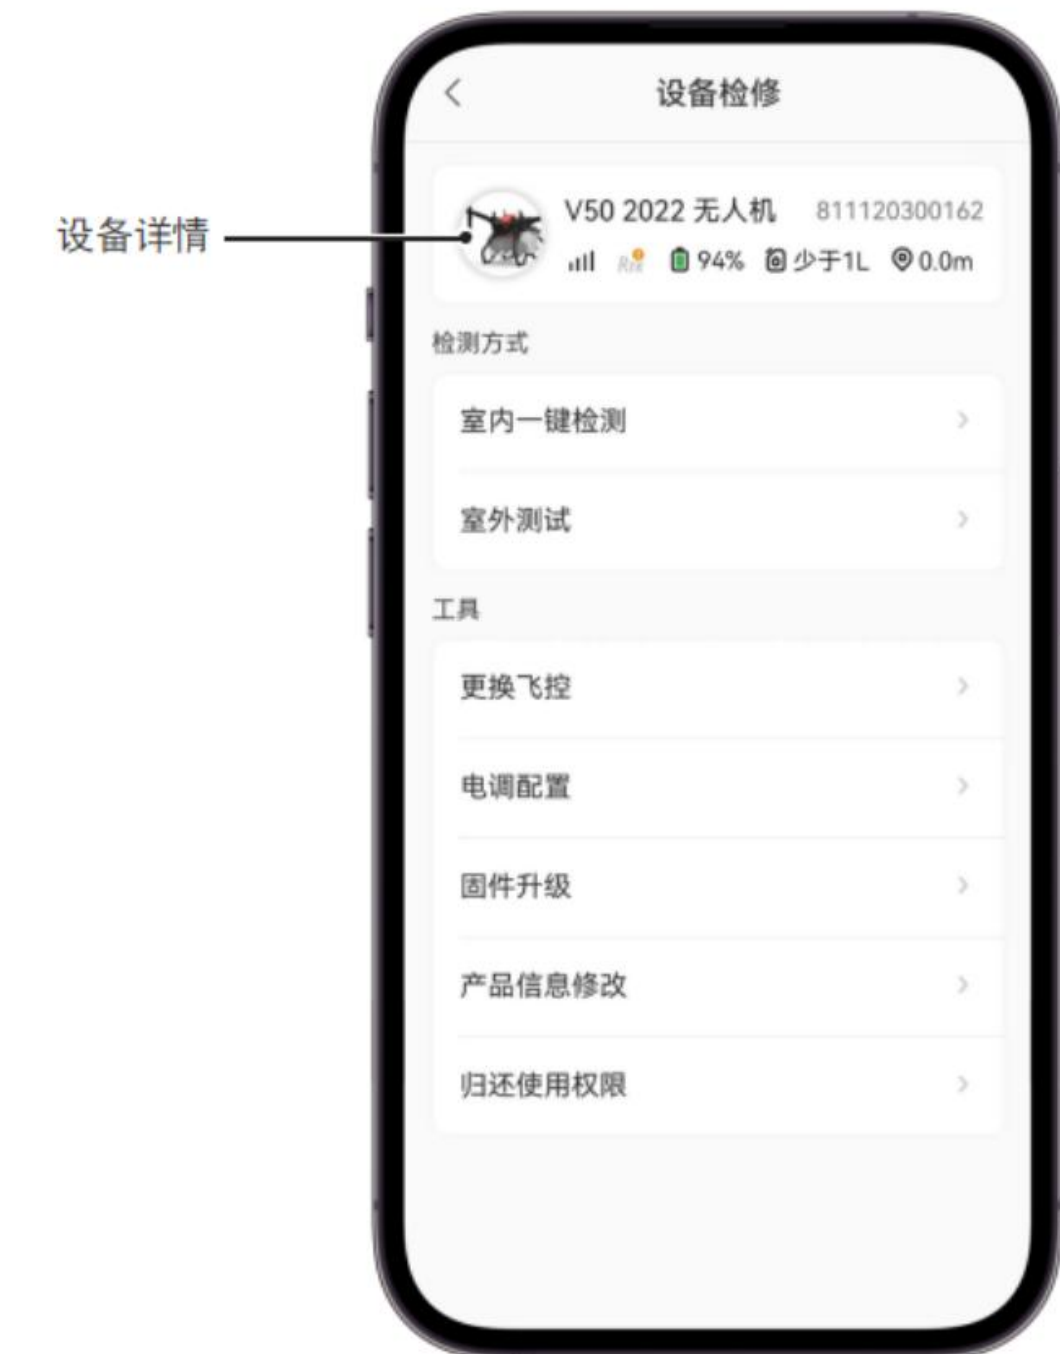 设备检修
设备详情
V50 2022 无人机 811120300162
94% 少于1L 0.0m
检测方式
室内一键检测
室外测试
工具
更换飞控
电调配置
固件升级
产品信息修改
归还使用权限